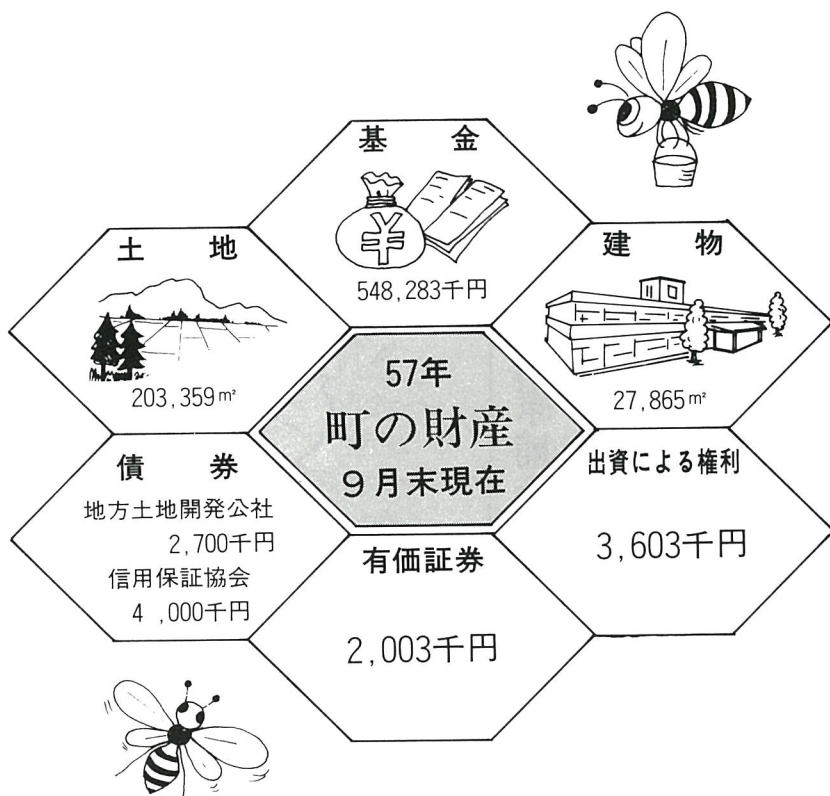 基金
¥
548,283千円
土地
203,359㎡
建物
27,865㎡
57年
町の財産
9月末現在
債券
地方土地開発公社
2,700千円
信用保証協会
4,000千円
出資による権利
3,603千円
有価証券
2,003千円